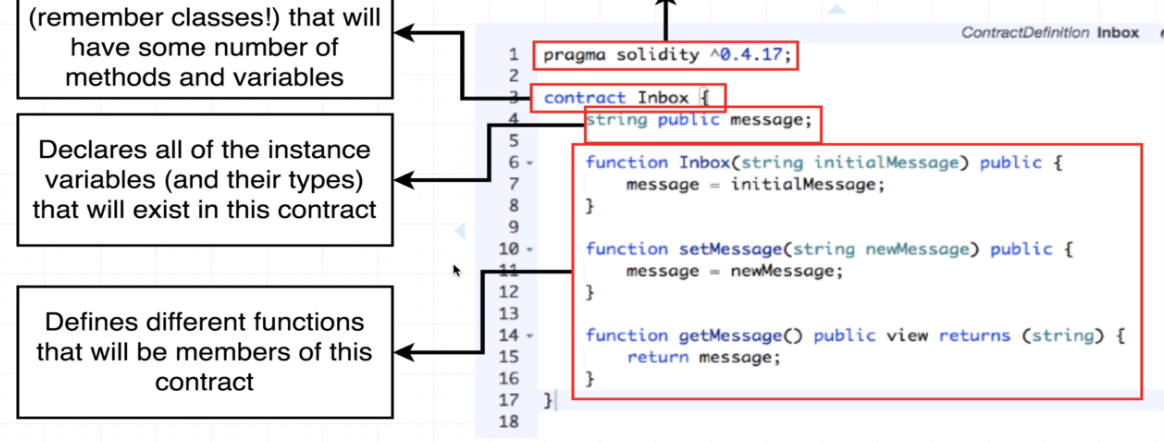 (remember classes!) that will
have some number of
methods and variables
Declares all of the instance
variables (and their types)
that will exist in this contract
Defines different functions
that will be members of this
contract
ContractDefinition Inbox
1 pragma solidity ^0.4.17;
2
3 contract Inbox {
4 string public message;
5
6 function Inbox(string initialMessage) public {
7 message = initialMessage;
8 }
9
10 function setMessage(string newMessage) public {
11 message = newMessage;
12 }
13
14 function getMessage() public view returns (string) {
15 return message;
16 }
17 }
18